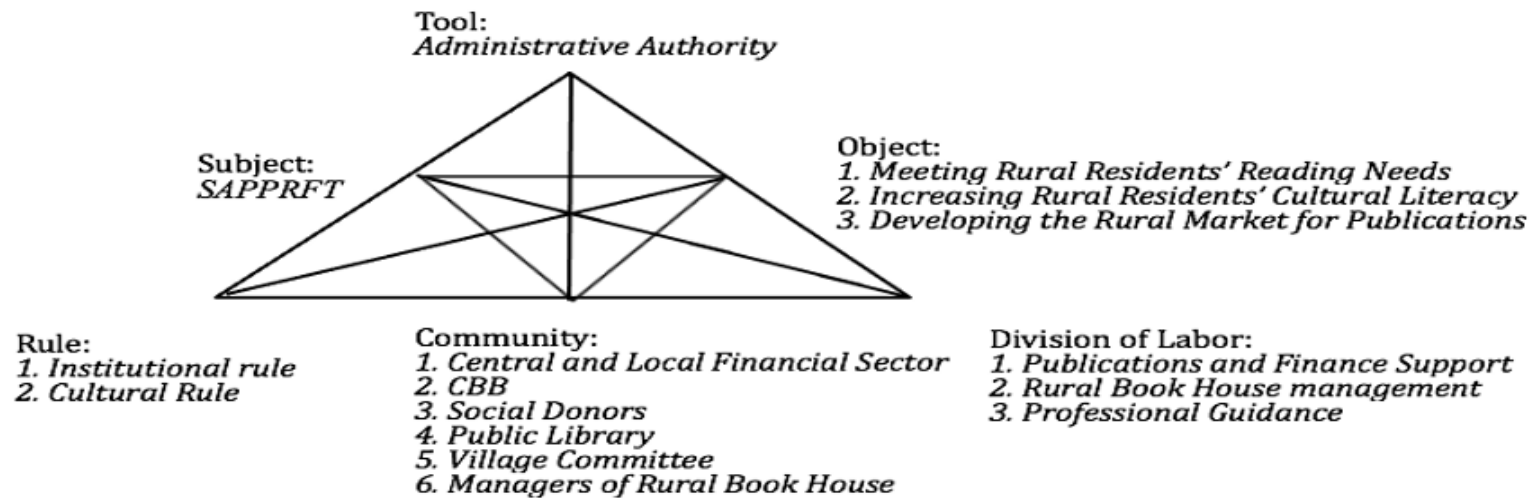 Tool:
Administrative Authority
Subject:
SAPPRFT
Object:
1. Meeting Rural Residents' Reading Needs
2. Increasing Rural Residents' Cultural Literacy
3. Developing the Rural Market for Publications
Rule:
1. Institutional rule
2. Cultural Rule
Community:
1. Central and Local Financial Sector
2. CBB
3. Social Donors
4. Public Library
5. Village Committee
6. Managers of Rural Book House
Division of Labor:
1. Publications and Finance Support
2. Rural Book House management
3. Professional Guidance